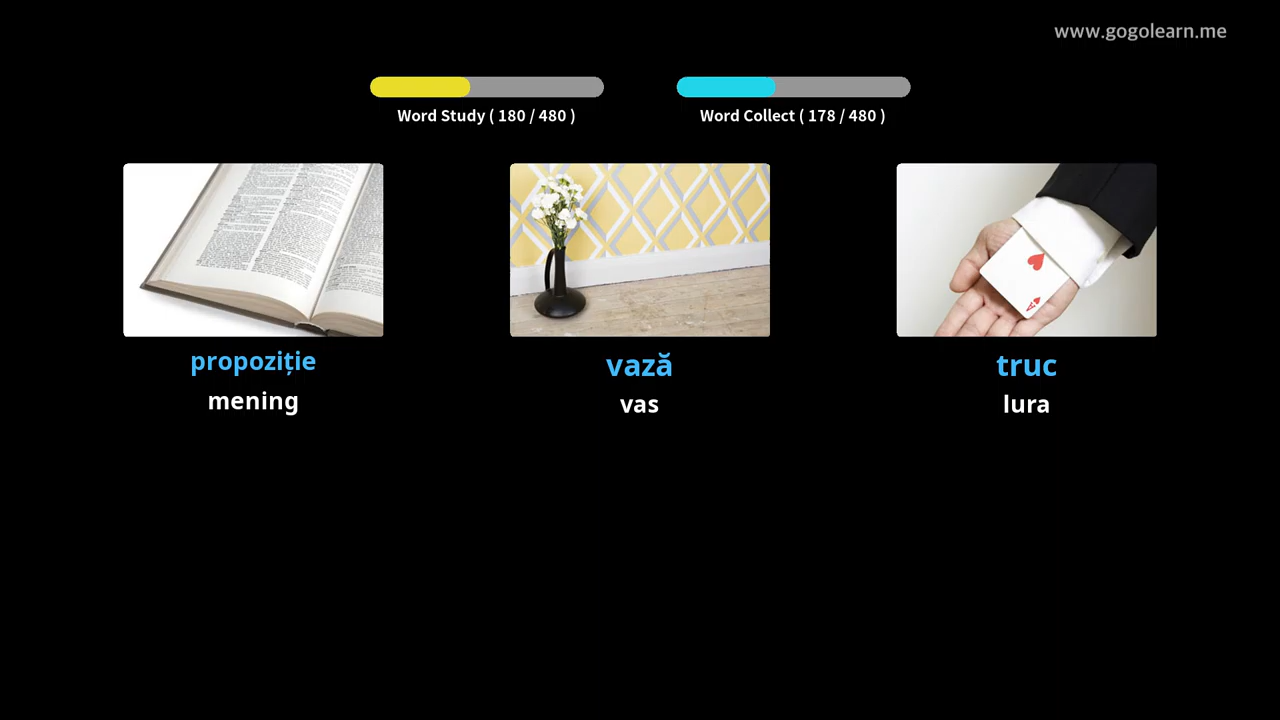 www.gogolearn.me
Word Study ( 180 / 480 )
Word Collect ( 178 / 480 )
propoziție
mening
vază
vas
truc
lura